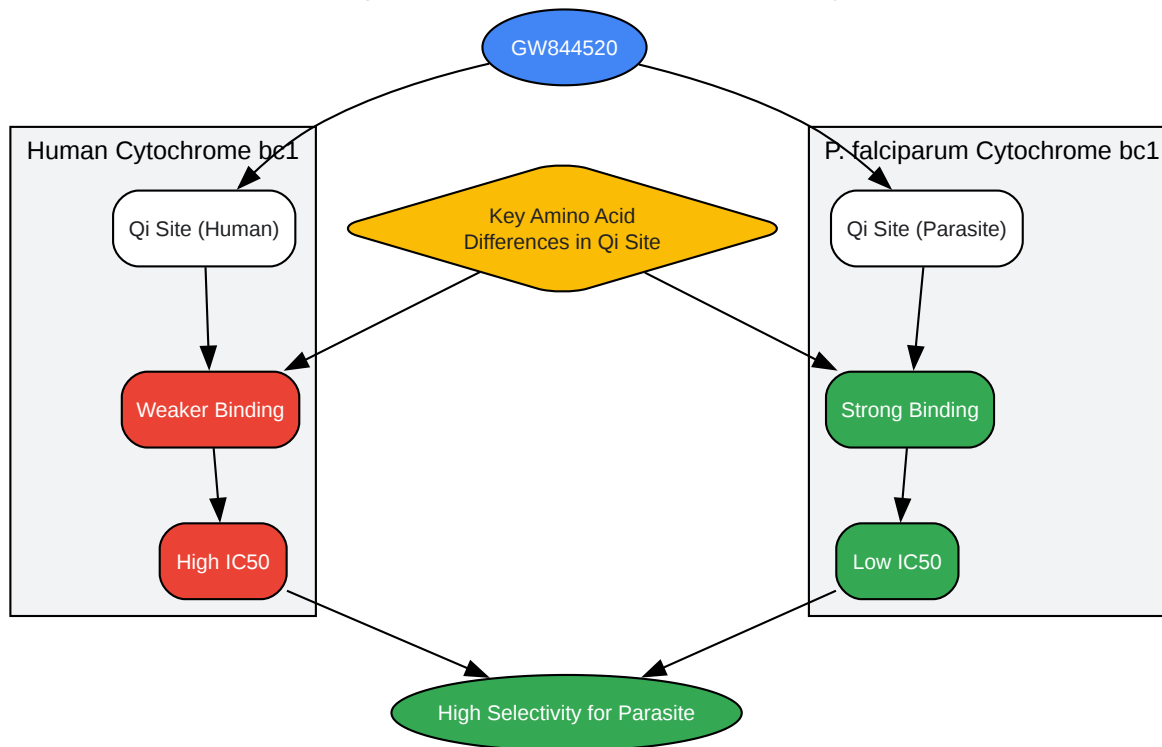 GW844520
Human Cytochrome bc1
P. falciparum Cytochrome bc1
Qi Site (Human)
Key Amino Acid
Differences in Qi Site
Qi Site (Parasite)
Weaker Binding
Strong Binding
High IC50
Low IC50
High Selectivity for Parasite